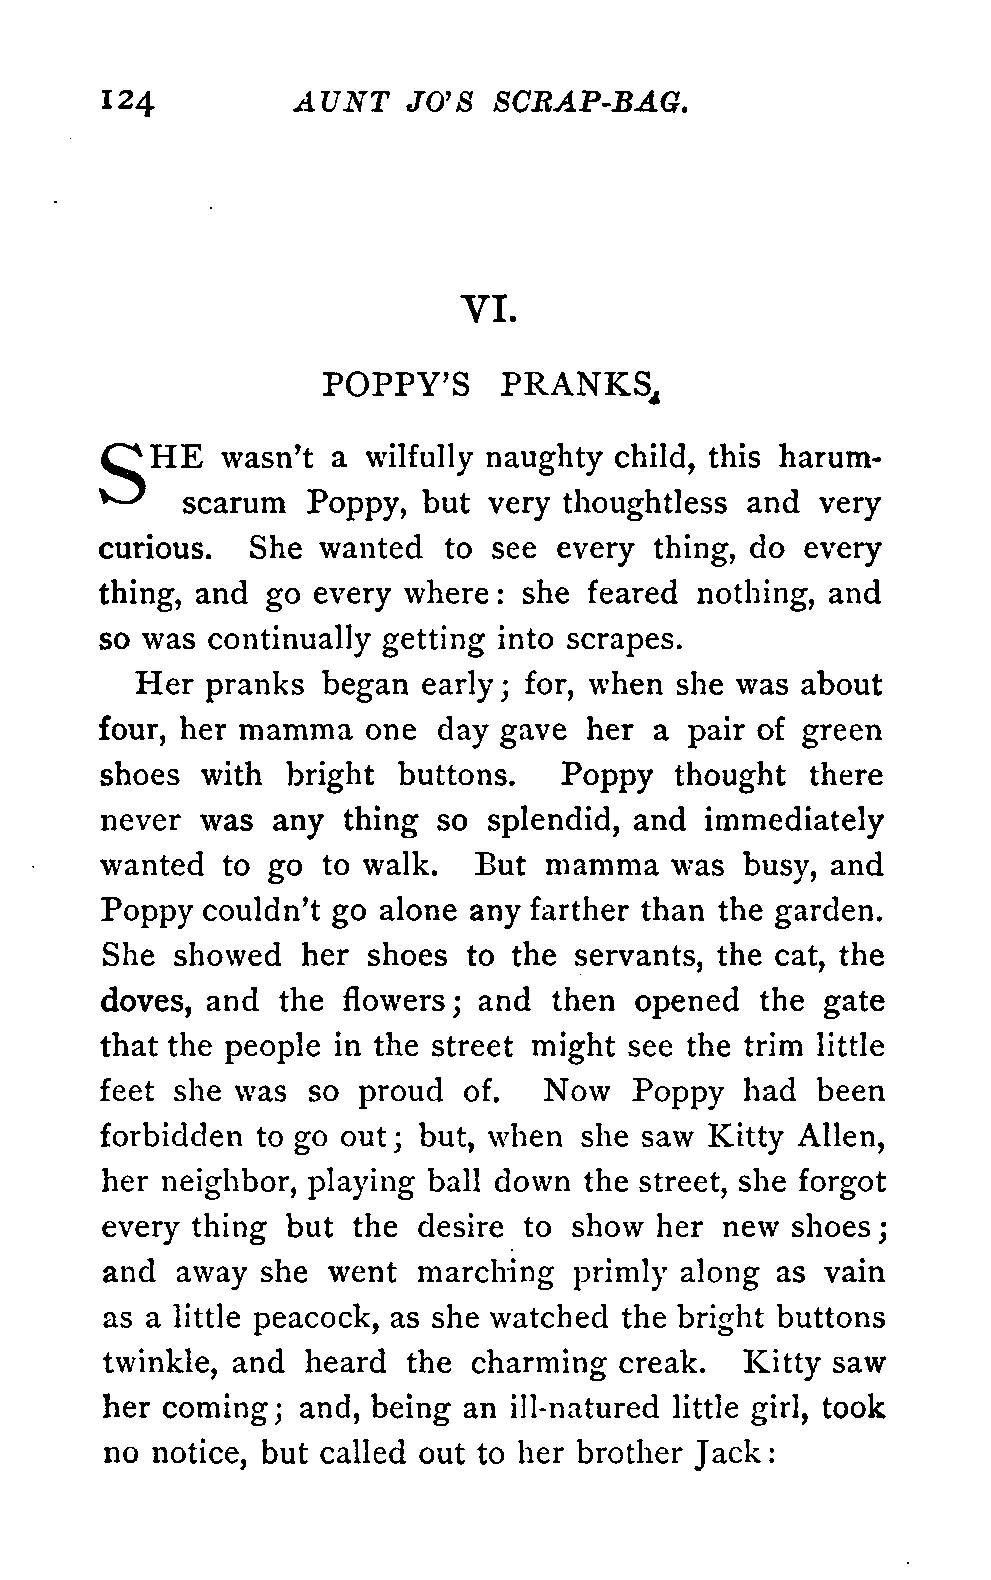 124 AUNT JO'S SCRAP-BAG.
VI.
POPPY'S PRANKS.
SHE wasn't a wilfully naughty child, this harum-
scarum Poppy, but very thoughtless and very
curious. She wanted to see every thing, do every
thing, and go every where: she feared nothing, and
so was continually getting into scrapes.
Her pranks began early; for, when she was about
four, her mamma one day gave her a pair of green
shoes with bright buttons. Poppy thought there
never was any thing so splendid, and immediately
wanted to go to walk. But mamma was busy, and
Poppy couldn't go alone any farther than the garden.
She showed her shoes to the servants, the cat, the
doves, and the flowers; and then opened the gate
that the people in the street might see the trim little
feet she was so proud of. Now Poppy had been
forbidden to go out; but, when she saw Kitty Allen,
her neighbor, playing ball down the street, she forgot
every thing but the desire to show her new shoes;
and away she went marching primly along as vain
as a little peacock, as she watched the bright buttons
twinkle, and heard the charming creak. Kitty saw
her coming; and, being an ill-natured little girl, took
no notice, but called out to her brother Jack: